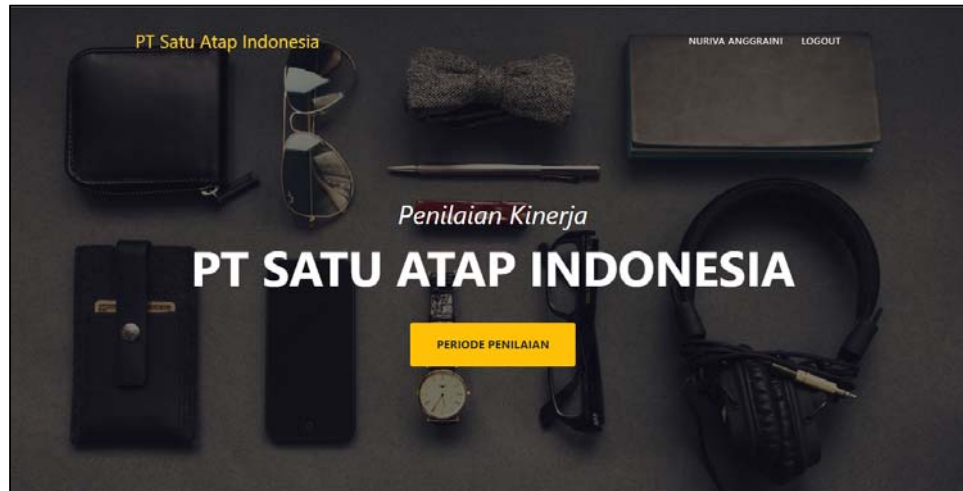 PT Satu Atap Indonesia
NURIVA ANGGRAINI LOGOUT
Penilaian Kinerja
PT SATU ATAP INDONESIA
PERIODE PENILAIAN